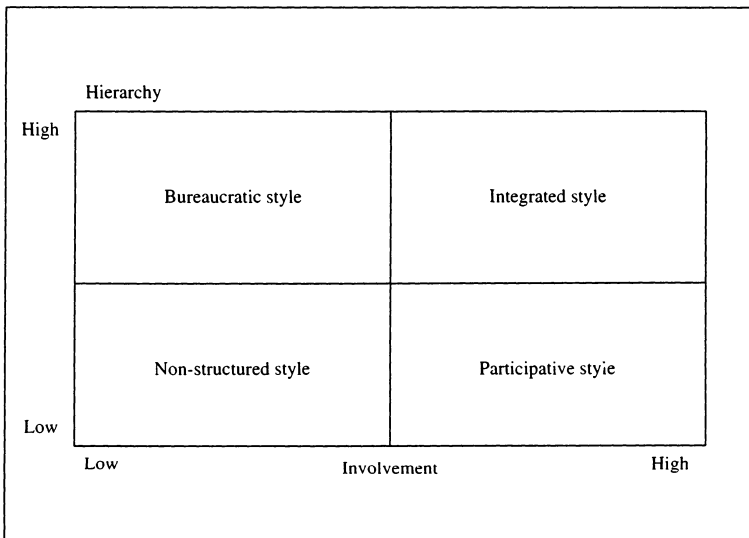 Hierarchy
High
Bureaucratic style
Integrated style
Non-structured style
Participative style
Low
Low
Involvement
High